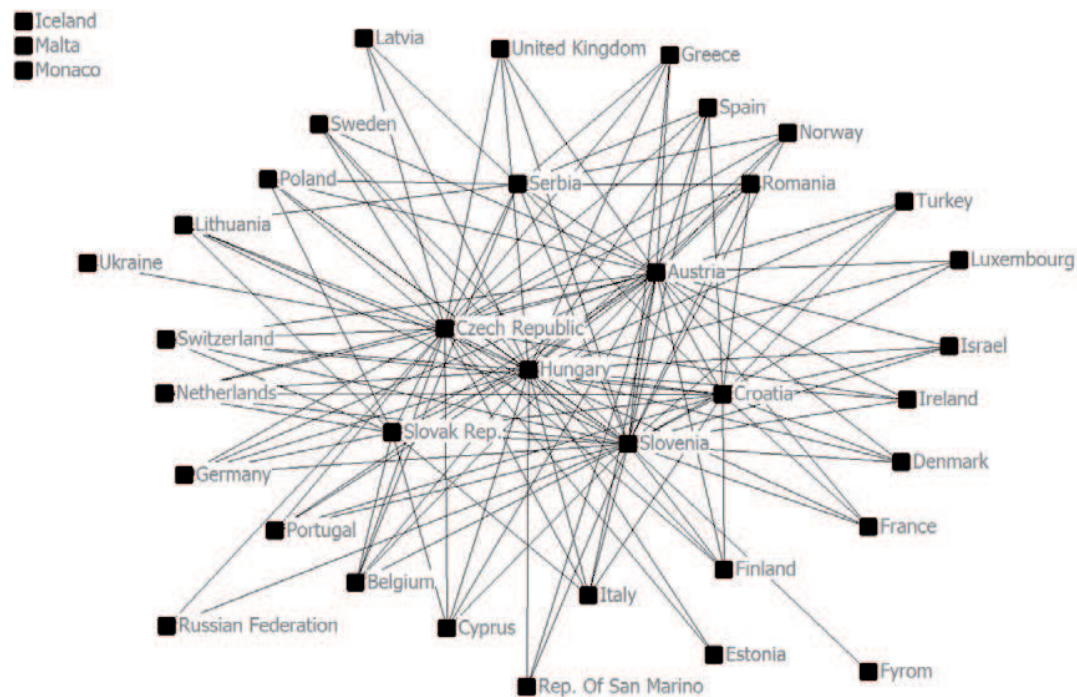 Iceland
Malta
Monaco
Latvia
United Kingdom
Greece
Spain
Sweden
Norway
Poland
Serbia
Romania
Turkey
Lithuania
Ukraine
Luxembourg
Austria
Czech Republic
Switzerland
Israel
Hungary
Netherlands
Croatia
Ireland
Slovak Rep.
Slovenia
Denmark
Germany
Portugal
France
Finland
Belgium
Italy
Russian Federation
Cyprus
Estonia
Fyrom
Rep. Of San Marino